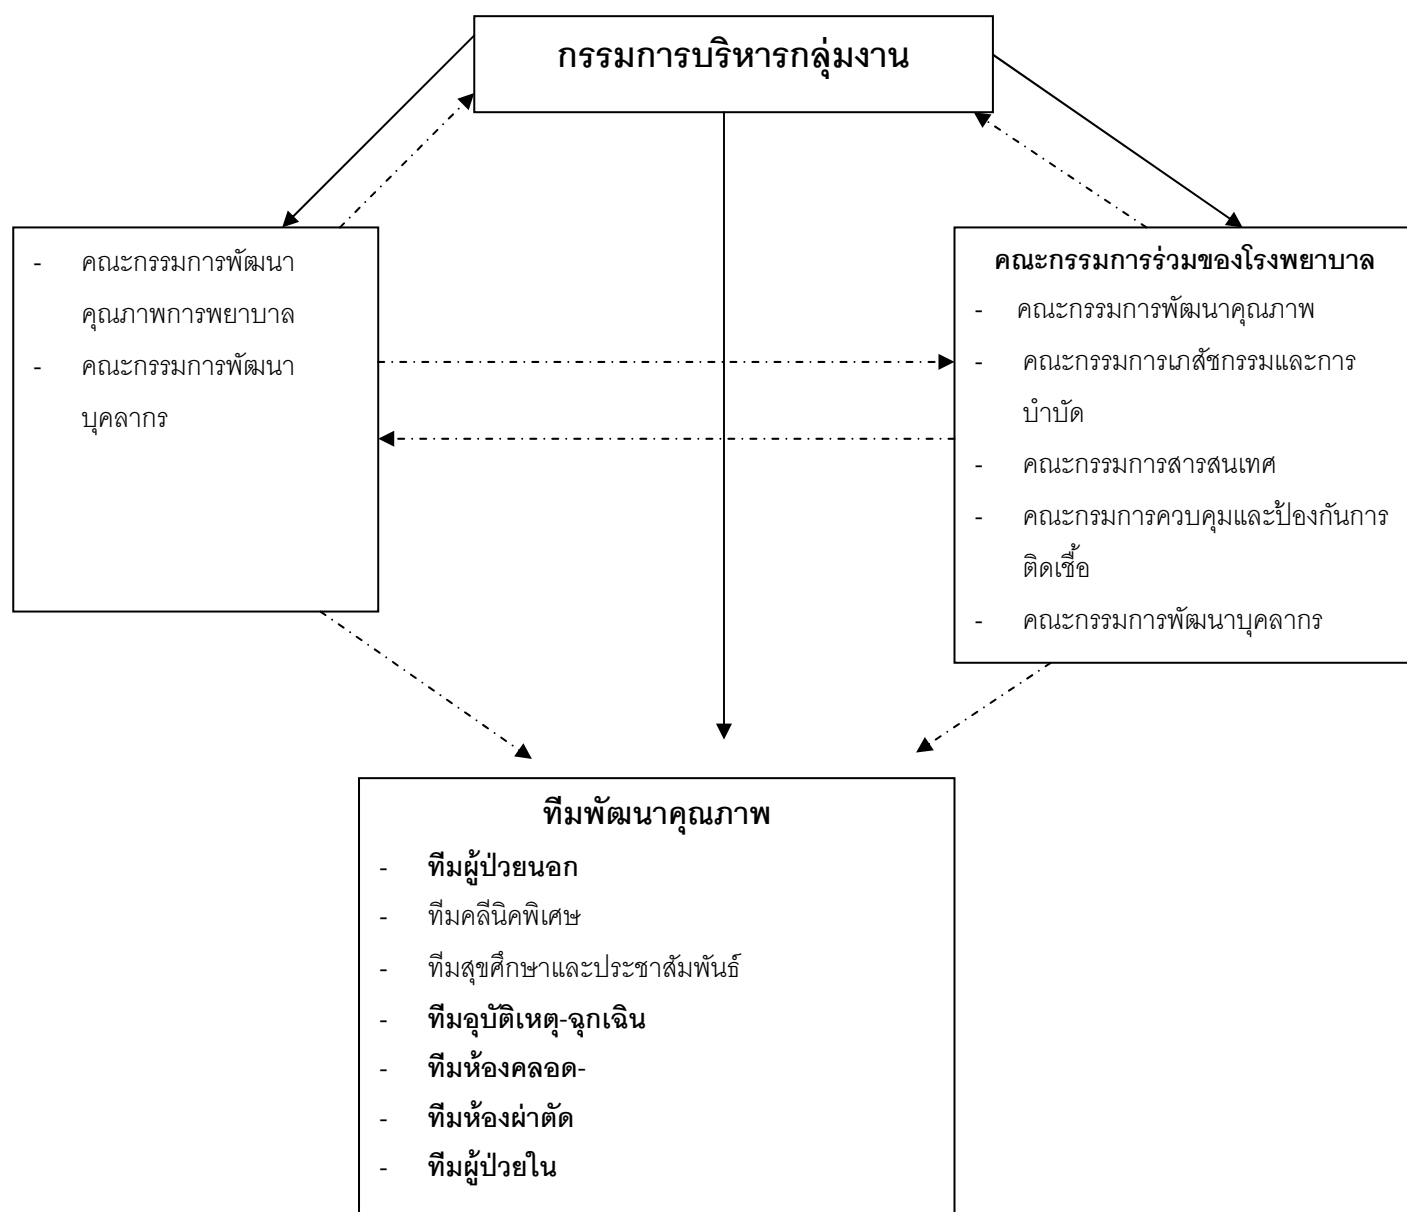 กรรมการบริหารกลุ่มงาน
- คณะกรรมการพัฒนา
คุณภาพการพยาบาล
- คณะกรรมการพัฒนา
บุคลากร
คณะกรรมการร่วมของโรงพยาบาล
- คณะกรรมการพัฒนาคุณภาพ
- คณะกรรมการเภสัชกรรมและการ
บำบัด
- คณะกรรมการสารสนเทศ
- คณะกรมการควบคุมและป้องกันการ
ติดเชื้อ
- คณะกรรมการพัฒนาบุคลากร
ทีมพัฒนาคุณภาพ
- ทีมผู้ป่วยนอก
- ทีมคลีนิคพิเศษ
- ทีมสุขศึกษาและประชาสัมพันธ์
- ทีมอุบัติเหตุ-ฉุกเฉิน
- ทีมห้องคลอด-
- ทีมห้องผ่าตัด
- ทีมผู้ป่วยใน